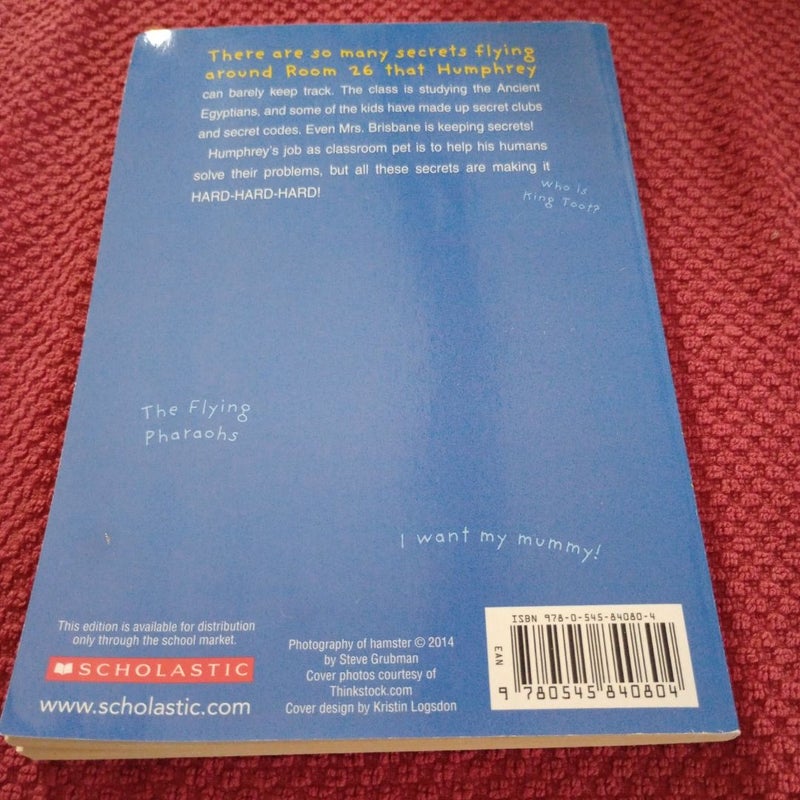 There are so many secrets flying
around Room 26 that Humphrey
can barely keep track. The class is studying the Ancient
Egyptians, and some of the kids have made up secret clubs
and secret codes. Even Mrs. Brisbane is keeping secrets!
Humphrey's job as classroom pet is to help his humans
solve their problems, but all these secrets are making it
HARD-HARD-HARD!
Who is
King Toot?
The Flying
Pharaohs
I want my mummy!
This edition is available for distribution
only through the school market.
SCHOLASTIC
www.scholastic.com
Photography of hamster © 2014
by Steve Grubman
Cover photos courtesy of
Thinkstock.com
Cover design by Kristin Logsdon
ISBN 978-0-545-84080-4
EAN
9 780545 840804